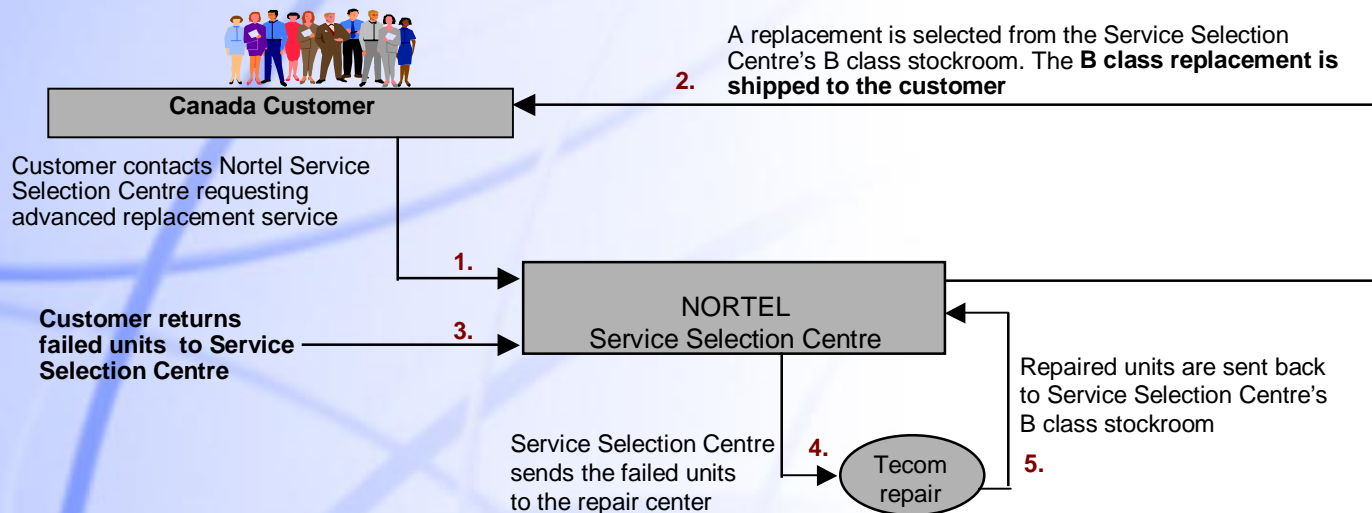 A replacement is selected from the Service Selection
Centre's B class stockroom. The B class replacement is
2. shipped to the customer
Canada Customer
Customer contacts Nortel Service
Selection Centre requesting
advanced replacement service
1.
NORTEL
Service Selection Centre
Customer returns
failed units to Service
Selection Centre
3.
Repaired units are sent back
to Service Selection Centre's
B class stockroom
5.
Service Selection Centre
sends the failed units
to the repair center
4.
Tecom
repair